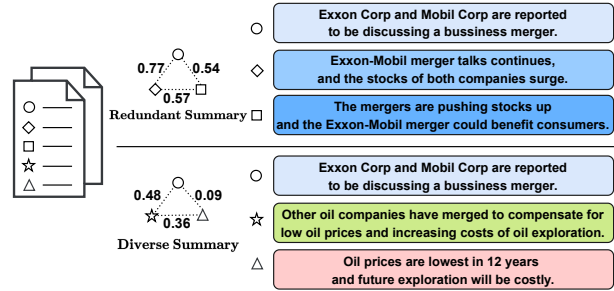 Exxon Corp and Mobil Corp are reported
to be discussing a bussiness merger.
0.77
0.54
0.57
Redundant Summary
Exxon-Mobil merger talks continues,
and the stocks of both companies surge.
The mergers are pushing stocks up
and the Exxon-Mobil merger could benefit consumers.
Exxon Corp and Mobil Corp are reported
to be discussing a bussiness merger.
0.48
0.09
0.36
Diverse Summary
Other oil companies have merged to compensate for
low oil prices and increasing costs of oil exploration.
Oil prices are lowest in 12 years
and future exploration will be costly.